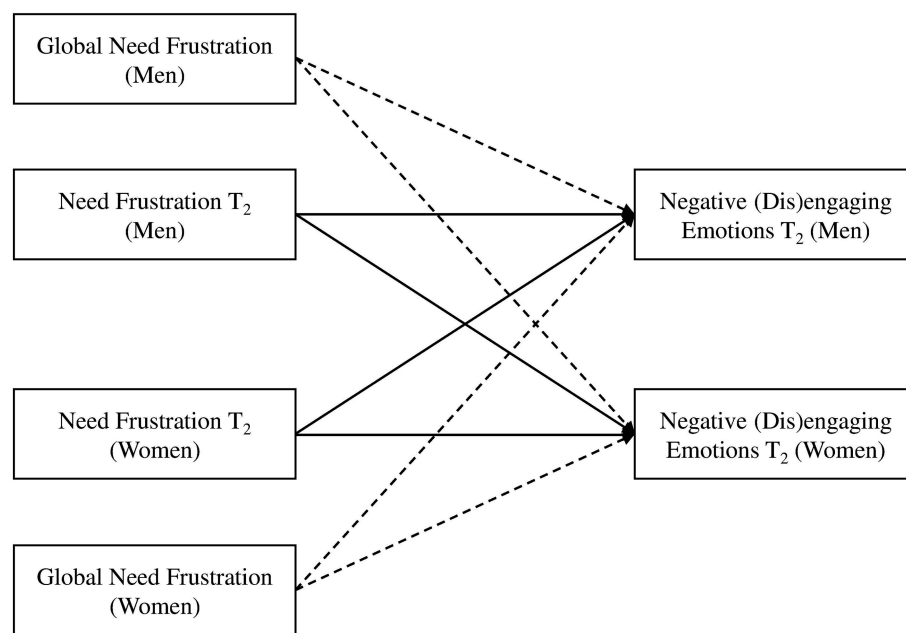 Global Need Frustration
(Men)
Need Frustration T₂
(Men)
Negative (Dis)engaging
Emotions T₂ (Men)
Need Frustration T₂
(Women)
Negative (Dis)engaging
Emotions T₂ (Women)
Global Need Frustration
(Women)